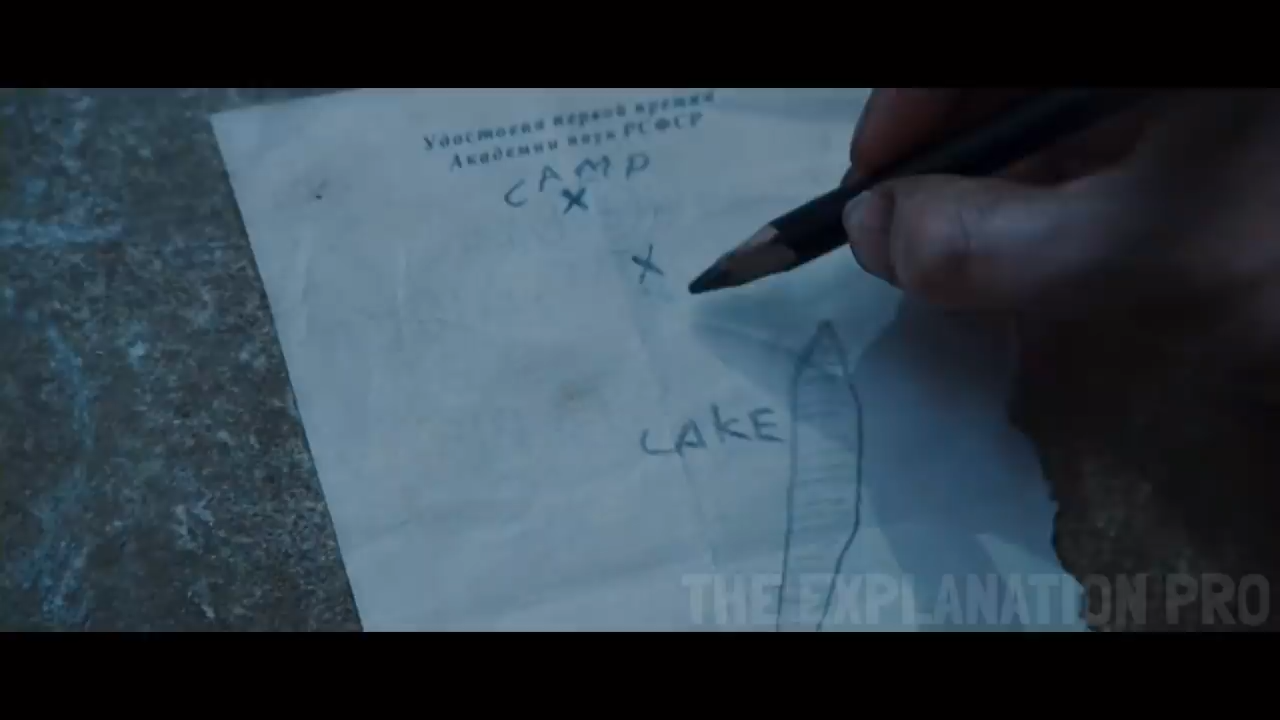 Удостоена первой премии
Академии наук РСФСР
CAMP
X
X
LAKE
THE EXPLANATION PRO